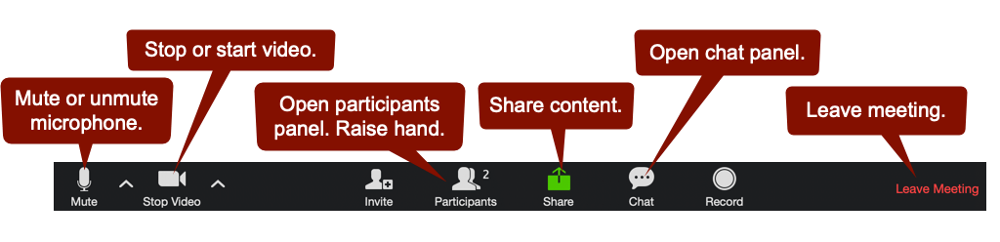 Stop or start video.
Open chat panel.
Mute or unmute
microphone.
Open participants
panel. Raise hand.
Share content.
Leave meeting.
Mute
Stop Video
Invite
Participants
2
Share
Chat
Record
Leave Meeting